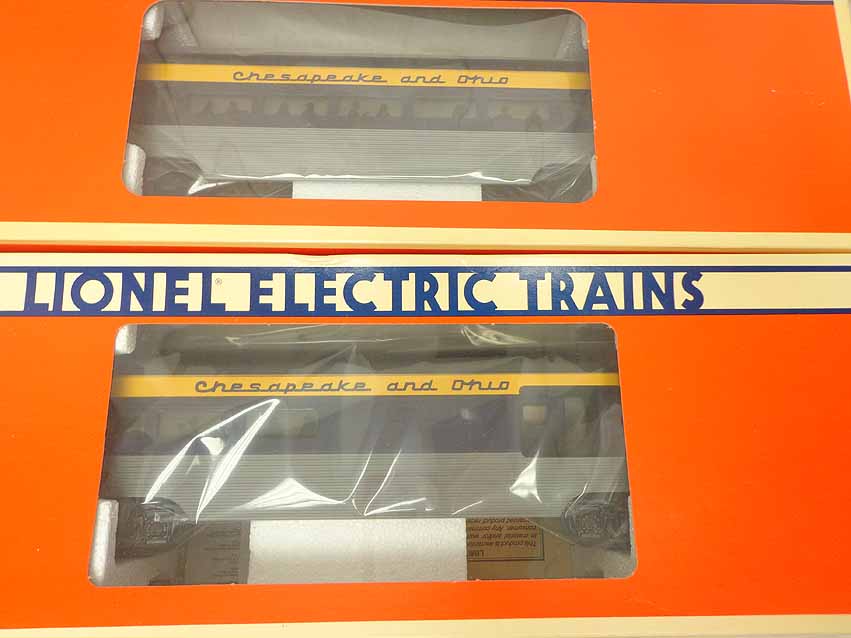 Chesapeake and Ohio
LIONEL® ELECTRIC TRAINS
Chesapeake and Ohio